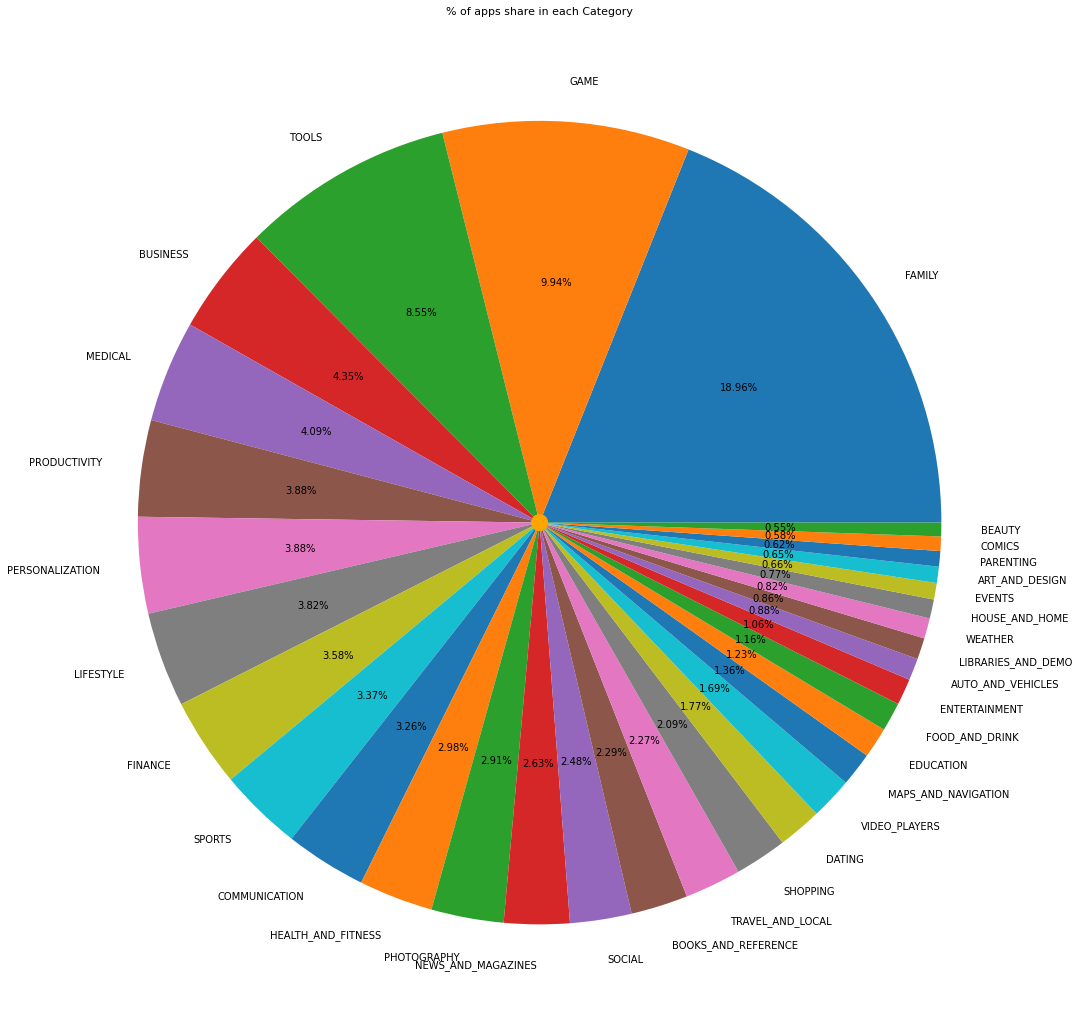 % of apps share in each Category
GAME
TOOLS
BUSINESS
FAMILY
MEDICAL
PRODUCTIVITY
PERSONALIZATION
LIFESTYLE
FINANCE
SPORTS
COMMUNICATION
HEALTH_AND_FITNESS
PHOTOGRAPHY
NEWS_AND_MAGAZINES
SOCIAL
BOOKS_AND_REFERENCE
TRAVEL_AND_LOCAL
SHOPPING
DATING
VIDEO_PLAYERS
MAPS_AND_NAVIGATION
EDUCATION
FOOD_AND_DRINK
ENTERTAINMENT
AUTO_AND_VEHICLES
LIBRARIES_AND_DEMO
WEATHER
HOUSE_AND_HOME
EVENTS
ART_AND_DESIGN
PARENTING
COMICS
BEAUTY
18.96%
9.94%
8.55%
4.35%
4.09%
3.88%
3.88%
3.82%
3.58%
3.37%
3.26%
2.98%
2.91%
2.63%
2.48%
2.29%
2.27%
2.09%
1.77%
1.69%
1.36%
1.23%
1.16%
1.06%
0.88%
0.86%
0.82%
0.77%
0.66%
0.65%
0.62%
0.58%
0.55%